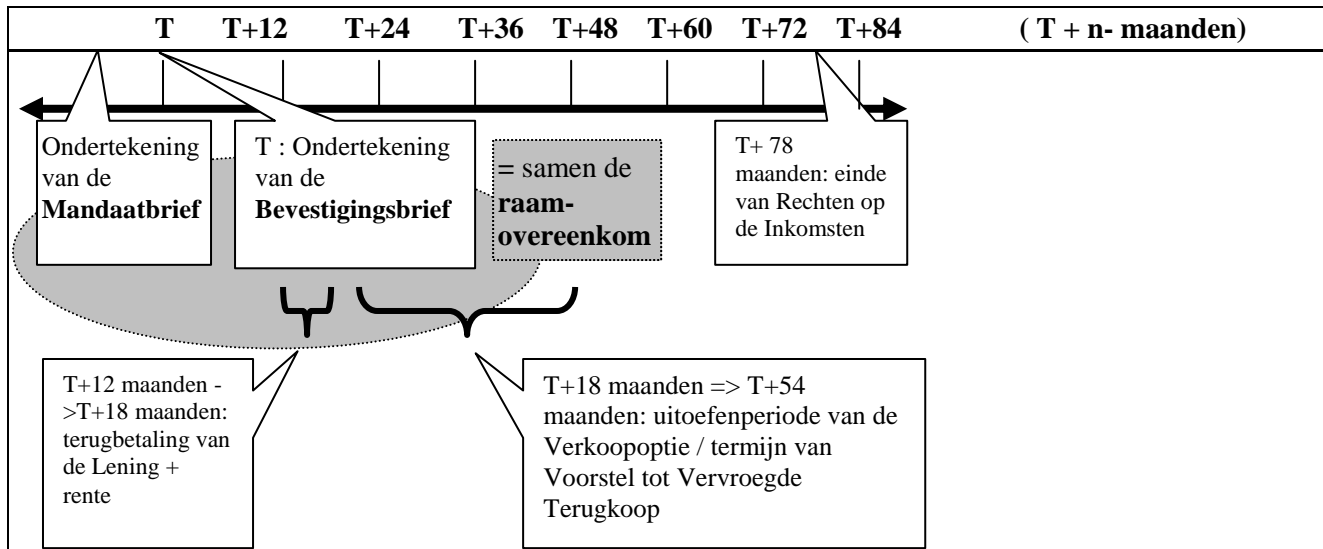 T T+12 T+24 T+36 T+48 T+60 T+72 T+84 ( T + n- maanden)
Ondertekening
van de
Mandaatbrief
T : Ondertekening
van de
Bevestigingsbrief
= samen de
raam-
overeenkom
T+ 78
maanden: einde
van Rechten op
de Inkomsten
T+12 maanden -
>T+18 maanden:
terugbetaling van
de Lening +
rente
T+18 maanden => T+54
maanden: uitoefenperiode van de
Verkoopoptie / termijn van
Voorstel tot Vervroegde
Terugkoop